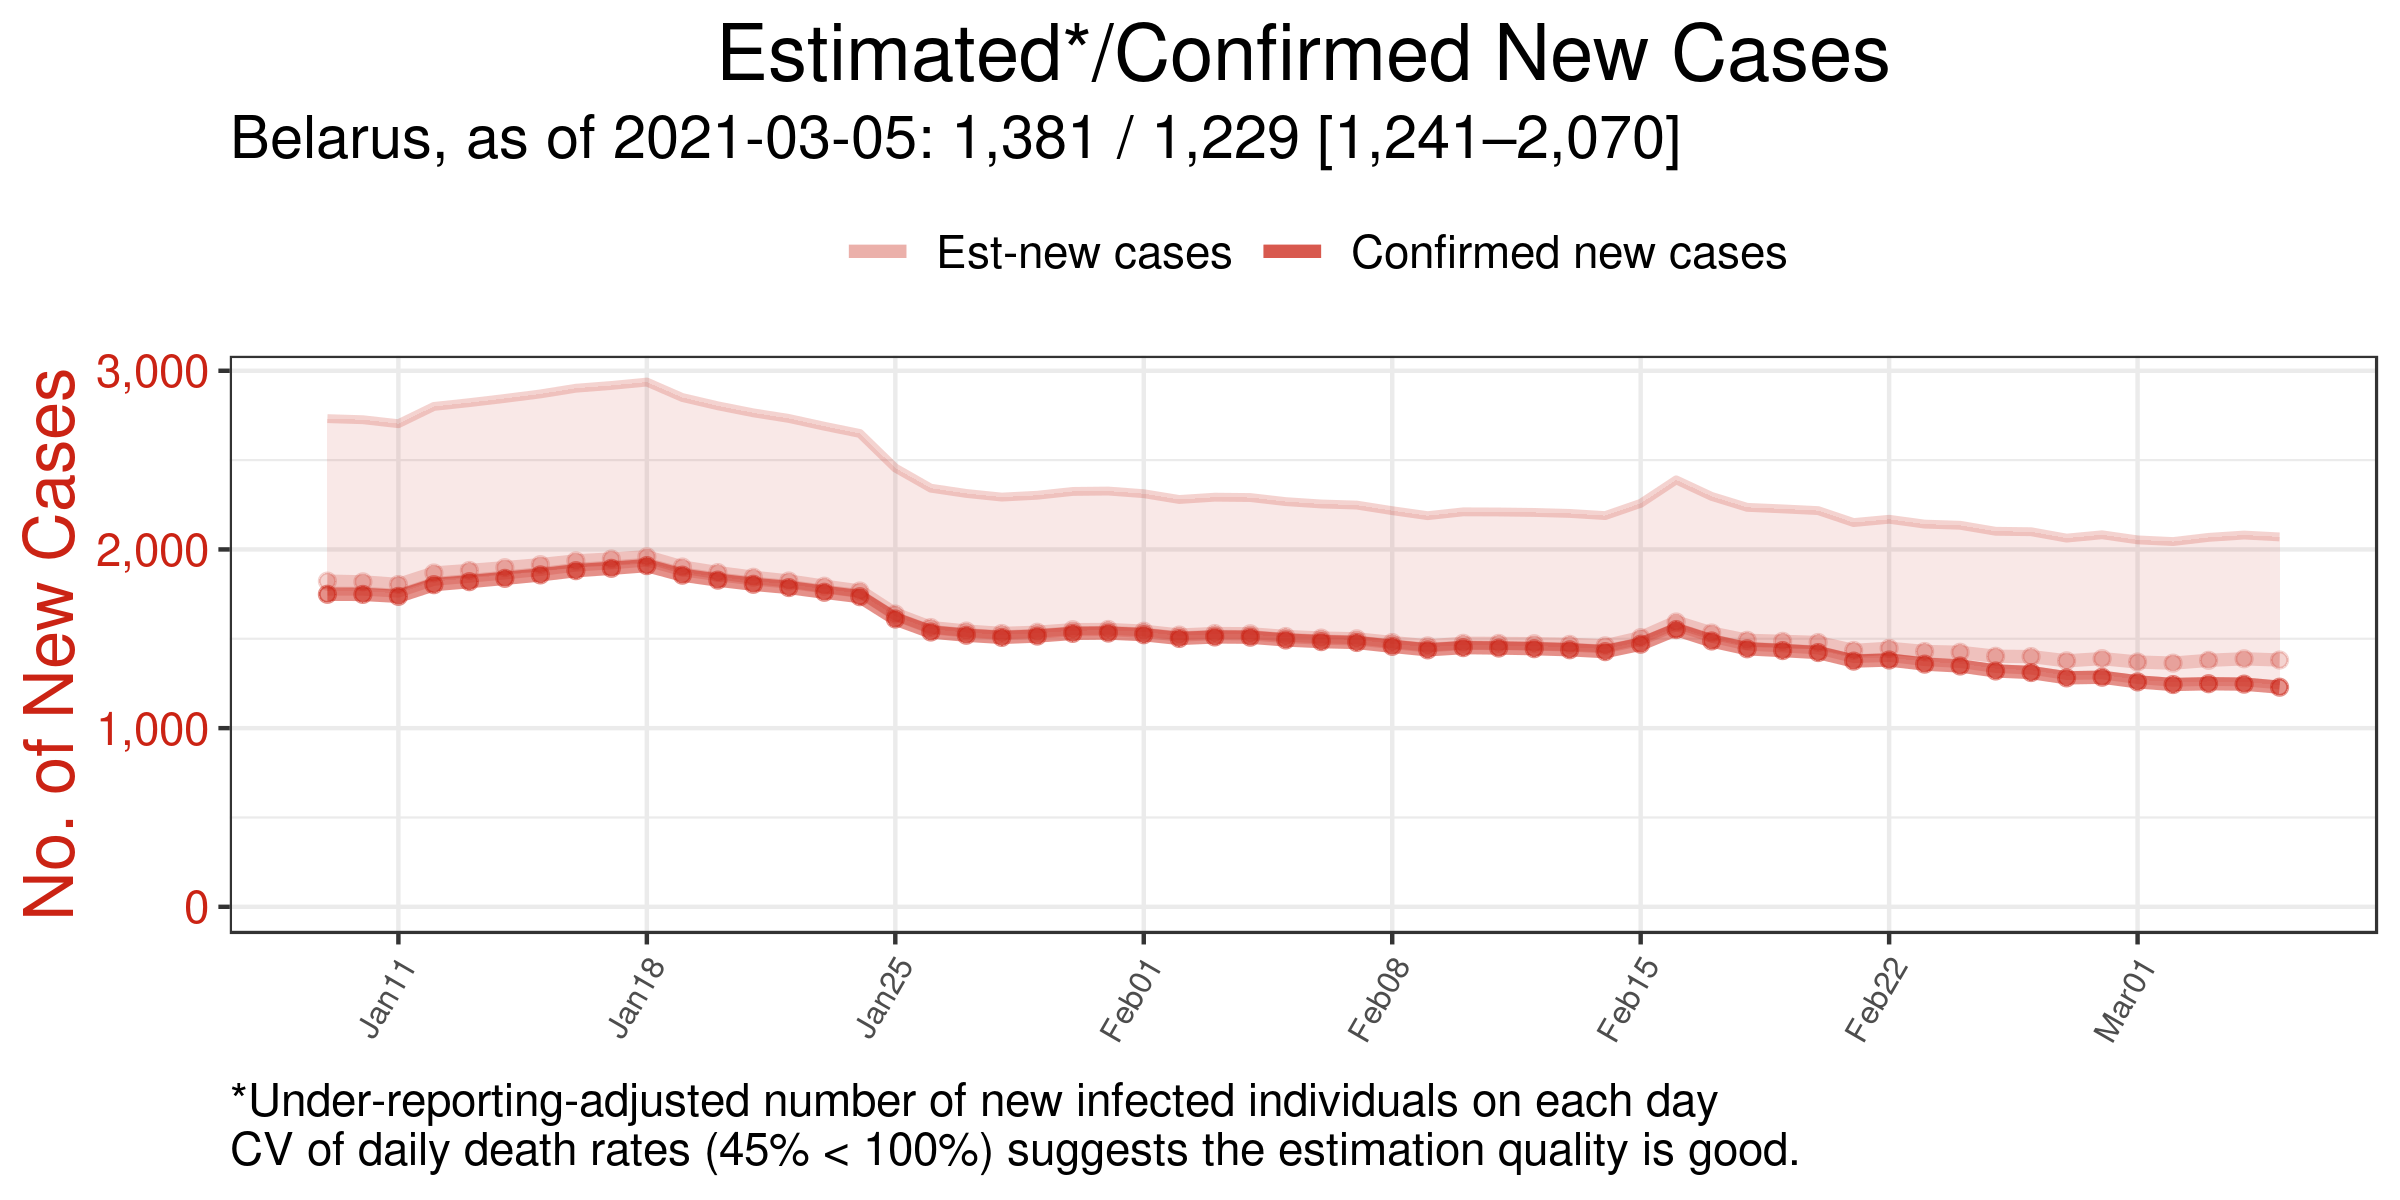 Estimated*/Confirmed New Cases
Belarus, as of 2021-03-05: 1,381 / 1,229 [1,241–2,070]
Est-new cases
Confirmed new cases
No. of New Cases
3,000
2,000
1,000
0
Jan11
Jan18
Jan25
Feb01
Feb08
Feb15
Feb22
Mar01
*Under-reporting-adjusted number of new infected individuals on each day
CV of daily death rates (45% < 100%) suggests the estimation quality is good.